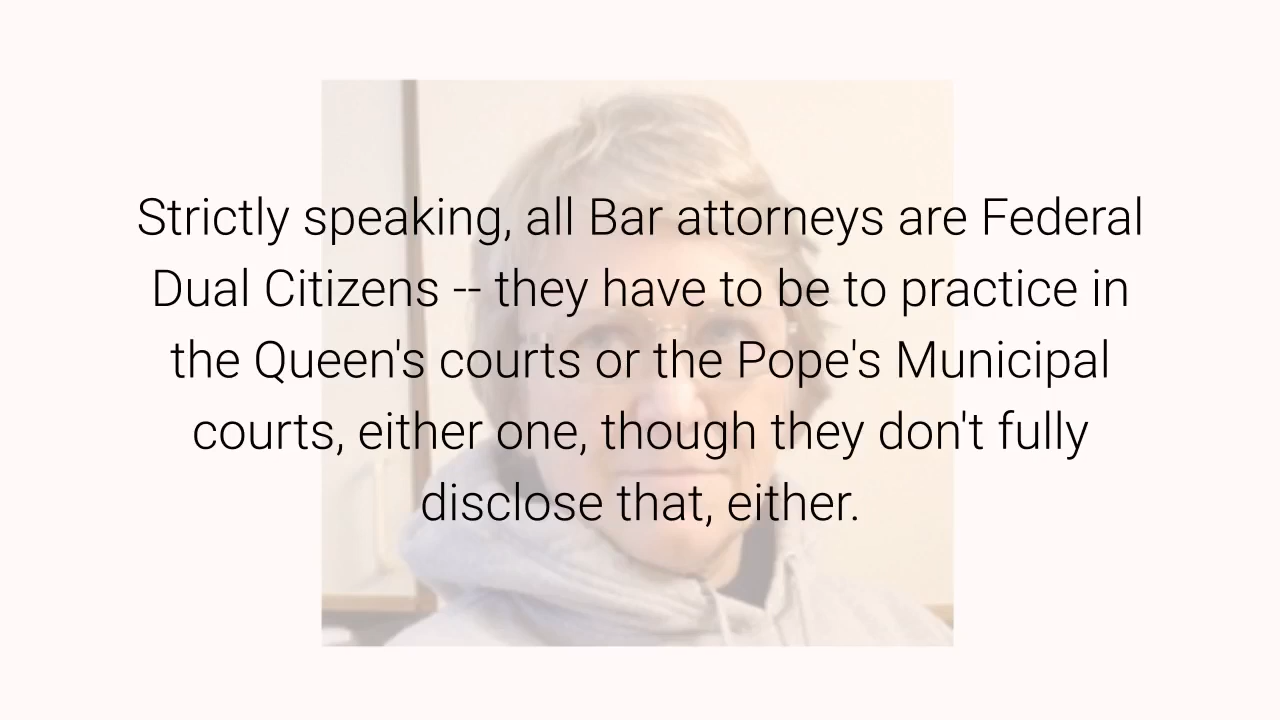 Strictly speaking, all Bar attorneys are Federal
Dual Citizens -- they have to be to practice in
the Queen's courts or the Pope's Municipal
courts, either one, though they don't fully
disclose that, either.